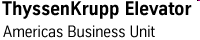 ThyssenKrupp Elevator
Americas Business Unit